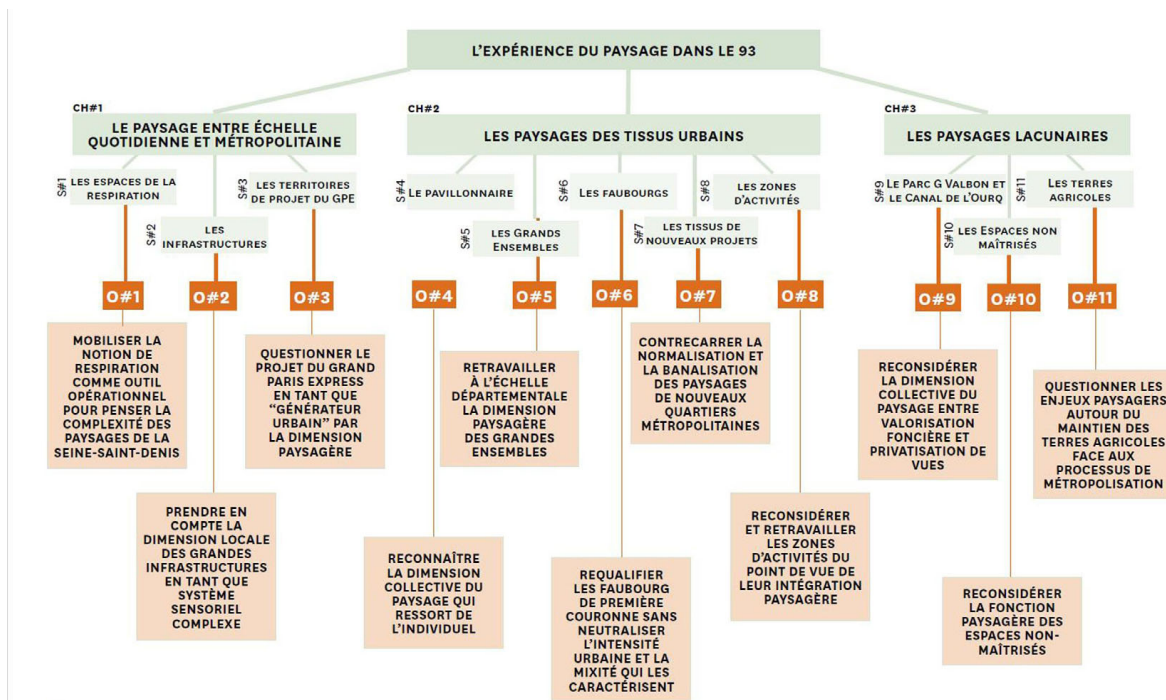 L'EXPÉRIENCE DU PAYSAGE DANS LE 93
CH#1
LE PAYSAGE ENTRE ÉCHELLE
QUOTIDIENNE ET MÉTROPOLITAINE
CH#2
LES PAYSAGES DES TISSUS URBAINS
CH#3
LES PAYSAGES LACUNAIRES
S#1
LES ESPACES DE LA
RESPIRATION
S#2
LES
INFRASTRUCTURES
S#3
LES TERRITOIRES
DE PROJET DU GPE
S#4
LE PAVILLONNAIRE
S#5
LES GRANDS
ENSEMBLES
S#6
LES FAUBOURGS
S#7
LES TISSUS DE
NOUVEAUX PROJETS
S#8
LES ZONES
D'ACTIVITÉS
S#9
LE PARC G VALBON ET
LE CANAL DE L'OURQ
S#10
LES ESPACES NON
MAÎTRISÉS
S#11
LES TERRES
AGRICOLES
O#1
MOBILISER LA
NOTION DE
RESPIRATION
COMME OUTIL
OPÉRATIONNEL
POUR PENSER LA
COMPLEXITÉ DES
PAYSAGES DE LA
SEINE-SAINT-DENIS
O#2
PRENDRE EN
COMPTE LA
DIMENSION LOCALE
DES GRANDES
INFRASTRUCTURES
EN TANT QUE
SYSTÈME
SENSORIEL
COMPLEXE
O#3
QUESTIONNER LE
PROJET DU GRAND
PARIS EXPRESS
EN TANT QUE
“GÉNÉRATEUR
URBAIN” PAR
LA DIMENSION
PAYSAGÈRE
O#4
RECONNAÎTRE
LA DIMENSION
COLLECTIVE DU
PAYSAGE QUI
RESSORT DE
L'INDIVIDUEL
O#5
RETRAVAILLER
À L'ÉCHELLE
DÉPARTEMENTALE
LA DIMENSION
PAYSAGÈRE
DES GRANDES
ENSEMBLES
O#6
REQUALIFIER
LES FAUBOURG
DE PREMIÈRE
COURONNE SANS
NEUTRALISER
L'INTENSITÉ
URBAINE ET LA
MIXITÉ QUI LES
CARACTÉRISENT
O#7
CONTRECARRER LA
NORMALISATION ET
LA BANALISATION
DES PAYSAGES
DE NOUVEAUX
QUARTIERS
MÉTROPOLITAINES
O#8
RECONSIDÉRER
ET RETRAVAILLER
LES ZONES
D'ACTIVITÉS DU
POINT DE VUE DE
LEUR INTÉGRATION
PAYSAGÈRE
O#9
RECONSIDÉRER
LA DIMENSION
COLLECTIVE DU
PAYSAGE ENTRE
VALORISATION
FONCIÈRE ET
PRIVATISATION DE
VUES
O#10
RECONSIDÉRER
LA FONCTION
PAYSAGÈRE DES
ESPACES NON-
MAÎTRISÉS
O#11
QUESTIONNER LES
ENJEUX PAYSAGERS
AUTOUR DU
MAINTIEN DES
TERRES AGRICOLES
FACE AUX
PROCESSUS DE
MÉTROPOLISATION